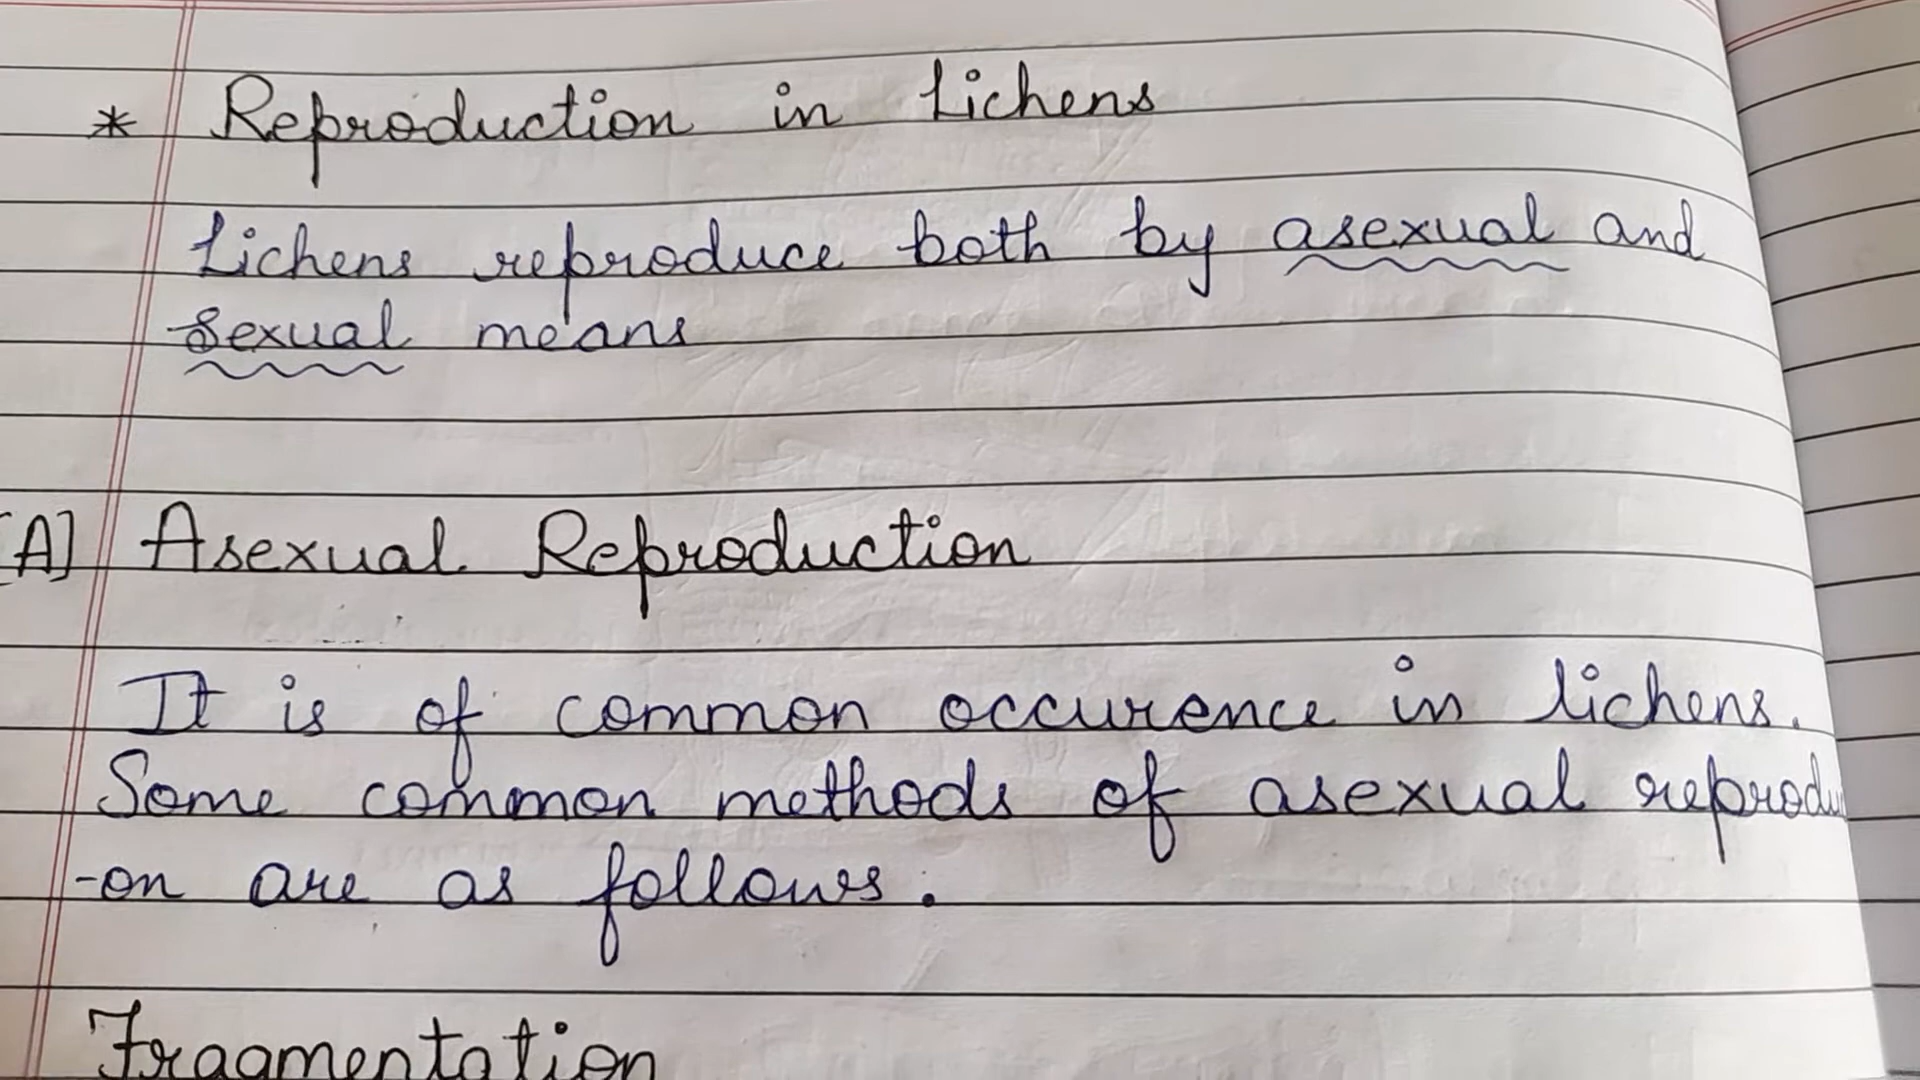 * Reproduction in Lichens
Lichens reproduce both by asexual and
sexual means
[A] Asexual Reproduction
It is of common occurence in lichens.
Some common methods of asexual reprodu
-on are as follows.
Fragmentation